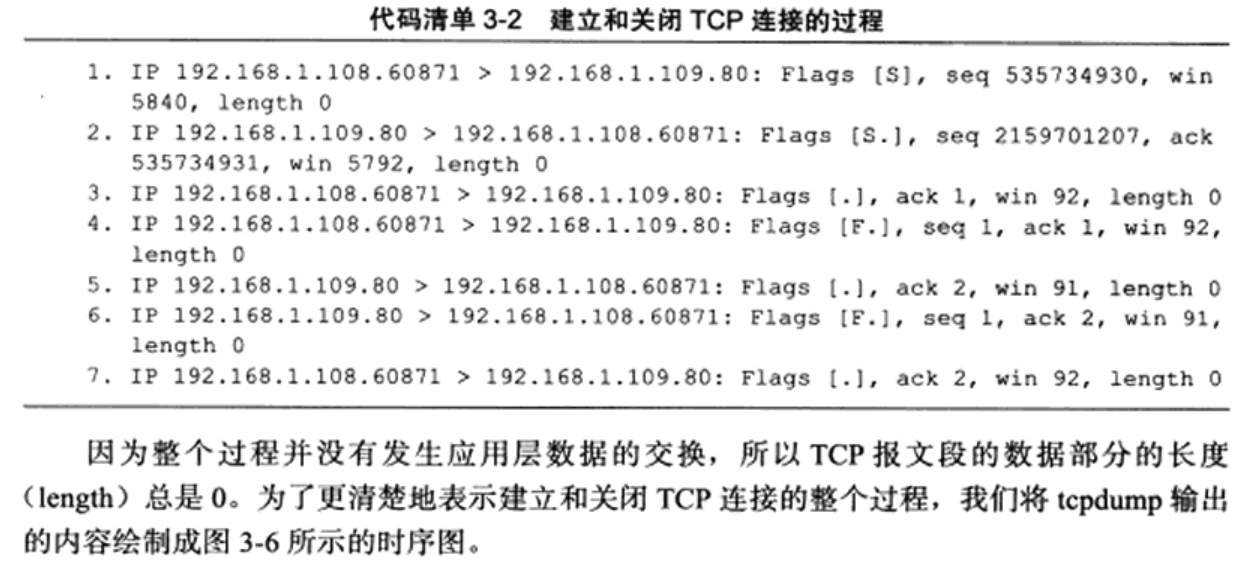 代码清单 3-2 建立和关闭 TCP 连接的过程
1. IP 192.168.1.108.60871 > 192.168.1.109.80: Flags [S], seq 535734930, win
5840, length 0
2. IP 192.168.1.109.80 > 192.168.1.108.60871: Flags [S.], seq 2159701207, ack
535734931, win 5792, length 0
3. IP 192.168.1.108.60871 > 192.168.1.109.80: Flags [.], ack 1, win 92, length 0
4. IP 192.168.1.108.60871 > 192.168.1.109.80: Flags [F.], seq 1, ack 1, win 92,
length 0
5. IP 192.168.1.109.80 > 192.168.1.108.60871: Flags [.], ack 2, win 91, length 0
6. IP 192.168.1.109.80 > 192.168.1.108.60871: Flags [F.], seq 1, ack 2, win 91,
length 0
7. IP 192.168.1.108.60871 > 192.168.1.109.80: Flags [.], ack 2, win 92, length 0
因为整个过程并没有发生应用层数据的交换，所以 TCP 报文段的数据部分的长度
（length）总是 0。为了更清楚地表示建立和关闭 TCP 连接的整个过程，我们将 tcpdump 输出
的内容绘制成图 3-6 所示的时序图。